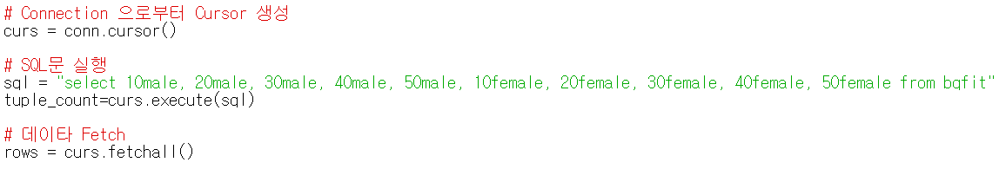 # Connection 으로부터 Cursor 생성
curs = conn.cursor()
# SQL문 실행
sql = "select 10male, 20male, 30male, 40male, 50male, 10female, 20female, 30female, 40female, 50female from bqfit"
tuple_count=curs.execute(sql)
# 데이타 Fetch
rows = curs.fetchall()